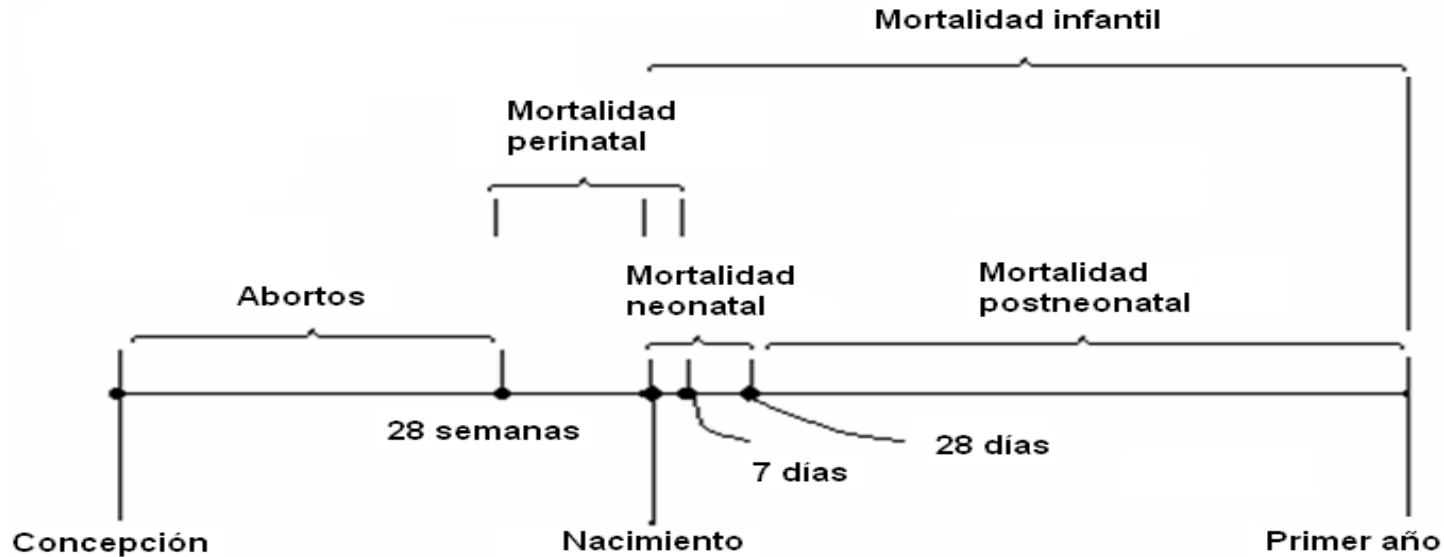 Mortalidad infantil
Mortalidad
perinatal
Abortos
Mortalidad
neonatal
Mortalidad
postneonatal
28 semanas
7 días
28 días
Concepción
Nacimiento
Primer año